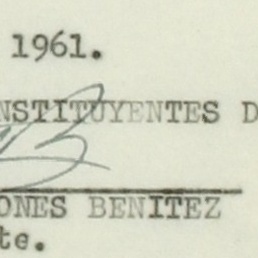 1961.
NSTITUYENTES D
ONES BENITEZ
te.